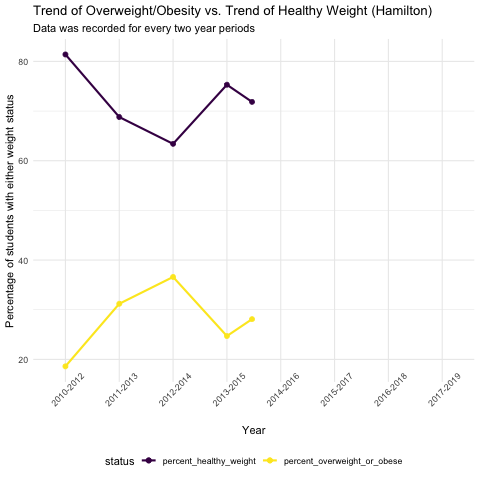 Trend of Overweight/Obesity vs. Trend of Healthy Weight (Hamilton)
Data was recorded for every two year periods
Percentage of students with either weight status
80
60
40
20
2010-2012
2011-2013
2012-2014
2013-2015
2014-2016
2015-2017
2016-2018
2017-2019
Year
status
percent_healthy_weight
percent_overweight_or_obese